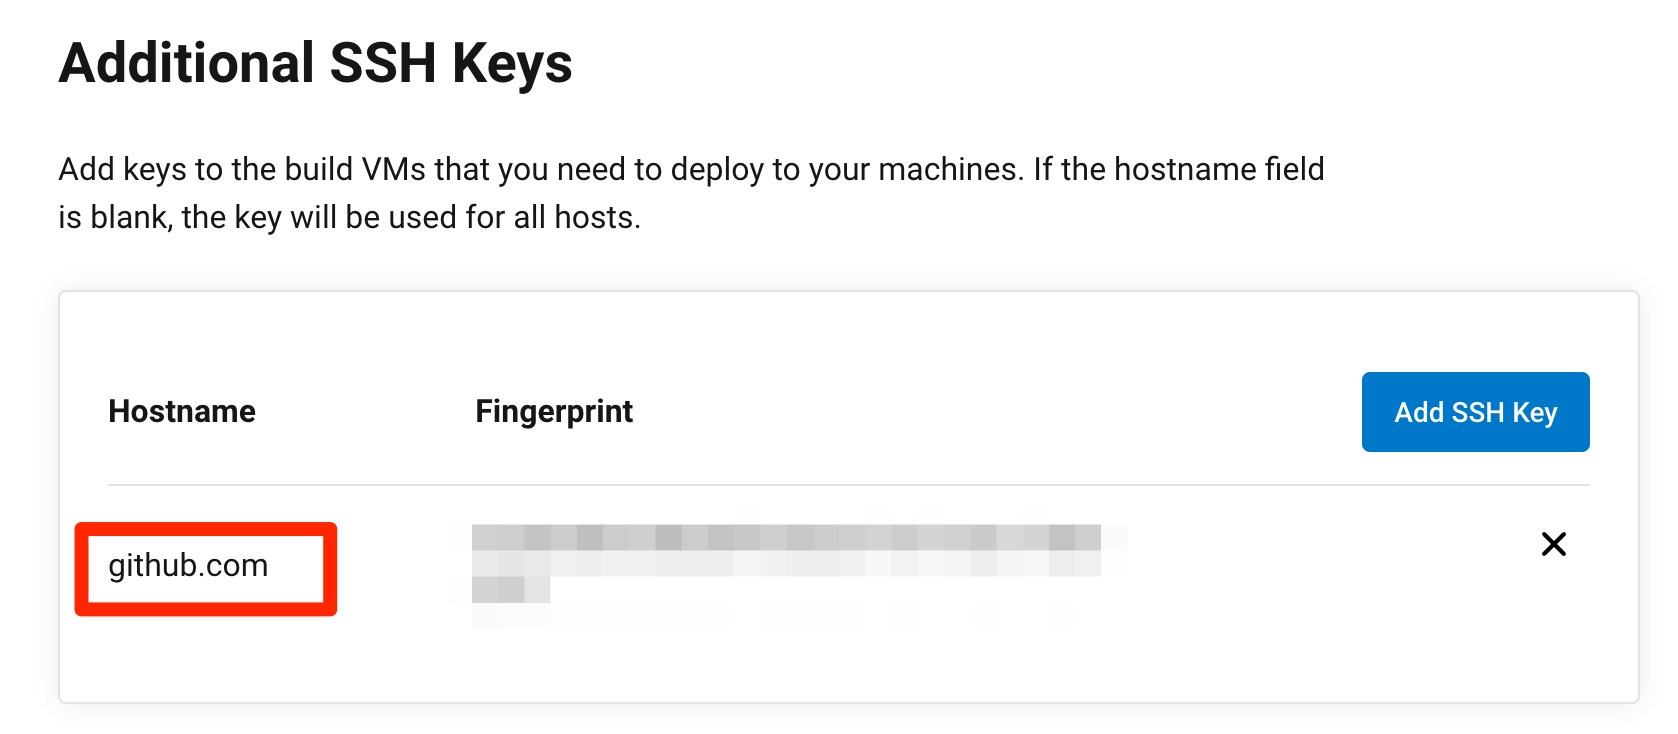 Additional SSH Keys
Add keys to the build VMs that you need to deploy to your machines. If the hostname field
is blank, the key will be used for all hosts.
Hostname
Fingerprint
Add SSH Key
github.com